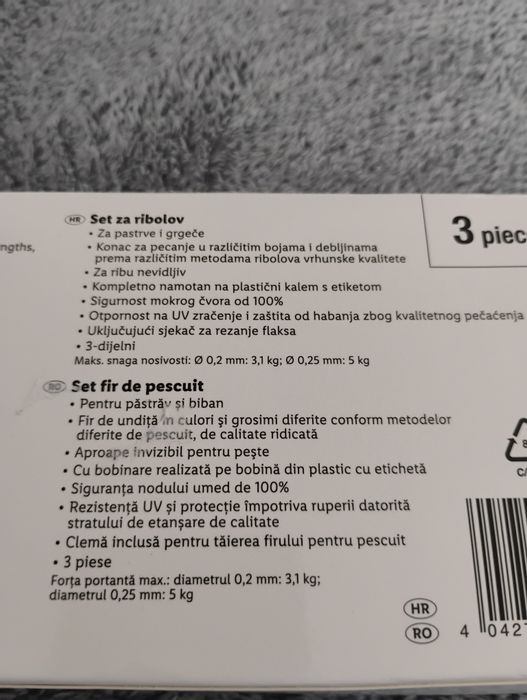 ngths,
HR Set za ribolov
• Za pastrve i grgeče
• Konac za pecanje u različitim bojama i debljinama
prema različitim metodama ribolova vrhunske kvalitete
• Za ribu nevidljiv
• Kompletno namotan na plastični kalem s etiketom
• Sigurnost mokrog čvora od 100%
• Otpornost na UV zračenje i zaštita od habanja zbog kvalitetnog pečaćenja
• Uključujući sjekač za rezanje flaksa
• 3-dijelni
Maks. snaga nosivosti: Ø 0,2 mm: 3,1 kg; Ø 0,25 mm: 5 kg
3 piec
RO Set fir de pescuit
• Pentru păstrăv și biban
• Fir de undiță în culori și grosimi diferite conform metodelor
diferite de pescuit, de calitate ridicată
• Aproape invizibil pentru pește
• Cu bobinare realizată pe bobină din plastic cu etichetă
• Siguranța nodului umed de 100%
• Rezistență UV și protecție împotriva ruperii datorită
stratului de etanșare de calitate
• Clemă inclusă pentru tăierea firului pentru pescuit
• 3 piese
Forța portantă max.: diametrul 0,2 mm: 3,1 kg;
diametrul 0,25 mm: 5 kg
HR
RO
4 042